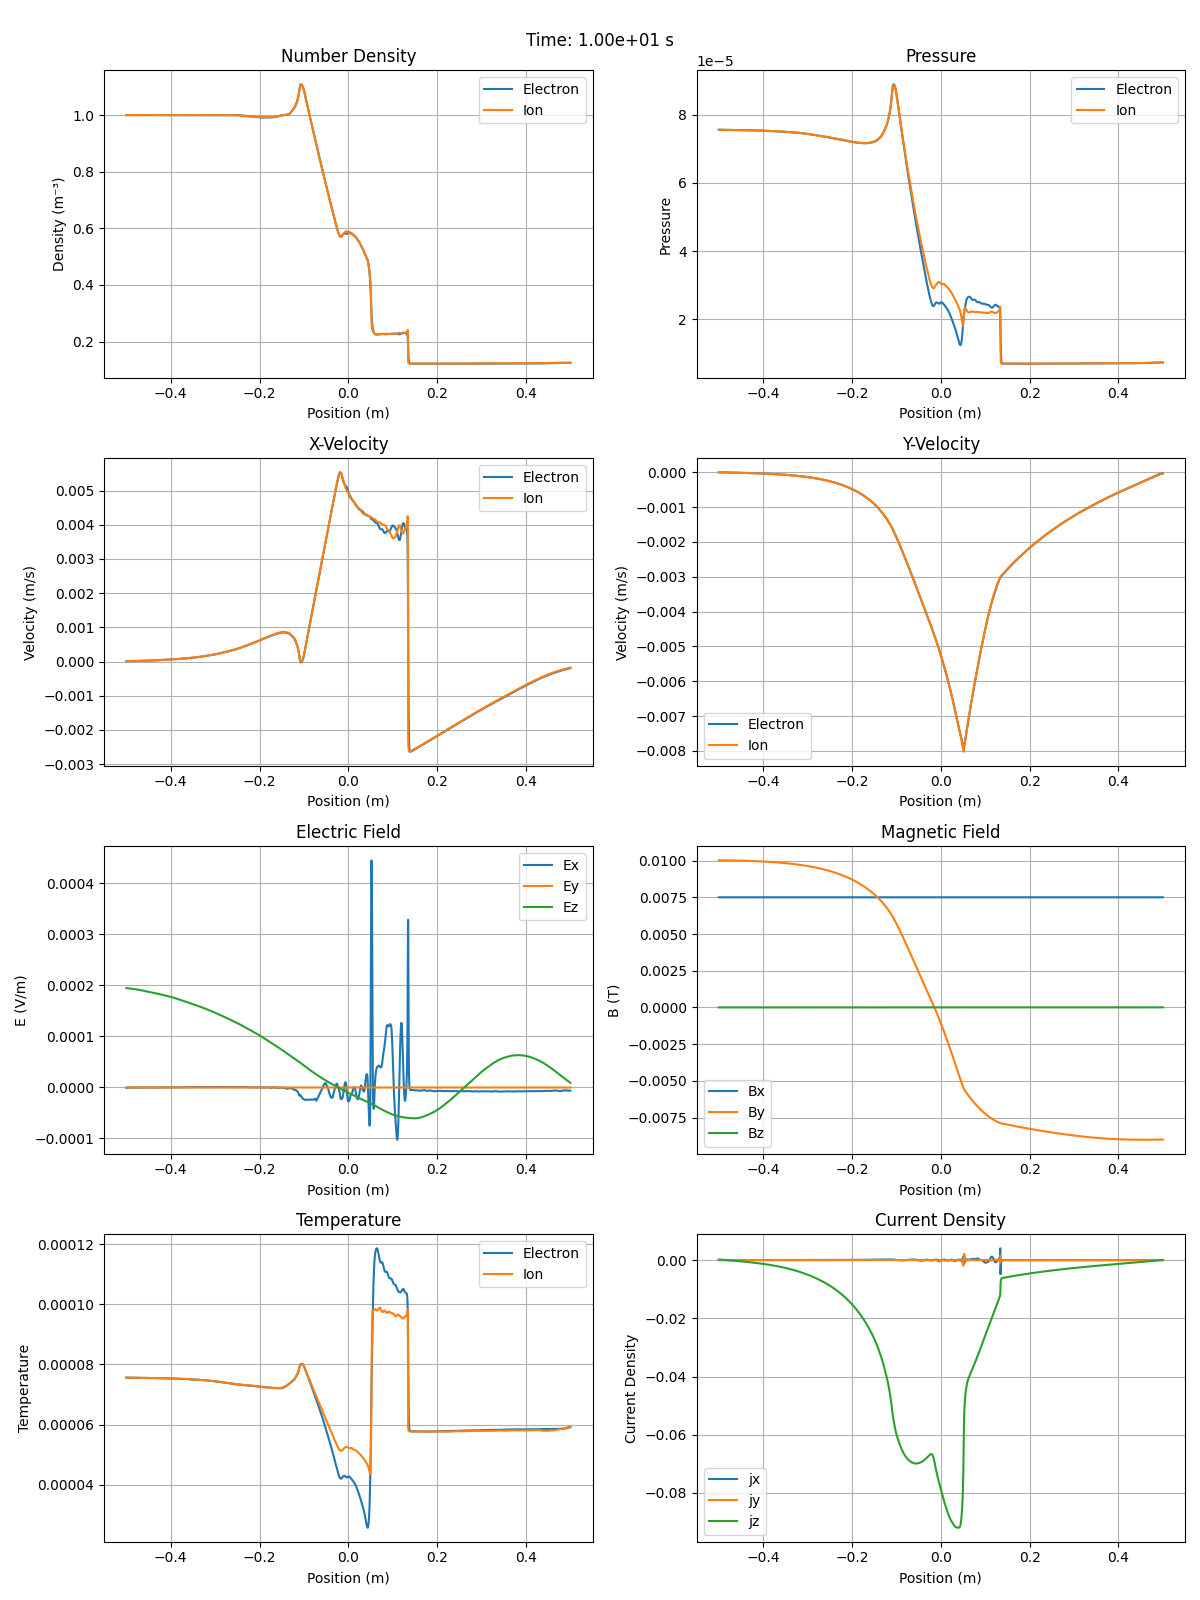 Time: 1.00e+01 s
Number Density
Density (m⁻³)
1.0
0.8
0.6
0.4
0.2
Electron
Ion
−0.4 −0.2 0.0 0.2 0.4
Position (m)
Pressure
1e−5
Pressure
8
6
4
2
Electron
Ion
−0.4 −0.2 0.0 0.2 0.4
Position (m)
X-Velocity
Velocity (m/s)
0.005
0.004
0.003
0.002
0.001
0.000
−0.001
−0.002
−0.003
Electron
Ion
−0.4 −0.2 0.0 0.2 0.4
Position (m)
Y-Velocity
Velocity (m/s)
0.000
−0.001
−0.002
−0.003
−0.004
−0.005
−0.006
−0.007
−0.008
Electron
Ion
−0.4 −0.2 0.0 0.2 0.4
Position (m)
Electric Field
E (V/m)
0.0004
0.0003
0.0002
0.0001
0.0000
−0.0001
Ex
Ey
Ez
−0.4 −0.2 0.0 0.2 0.4
Position (m)
Magnetic Field
B (T)
0.0100
0.0075
0.0050
0.0025
0.0000
−0.0025
−0.0050
−0.0075
Bx
By
Bz
−0.4 −0.2 0.0 0.2 0.4
Position (m)
Temperature
Temperature
0.00012
0.00010
0.00008
0.00006
0.00004
Electron
Ion
−0.4 −0.2 0.0 0.2 0.4
Position (m)
Current Density
Current Density
0.00
−0.02
−0.04
−0.06
−0.08
jx
jy
jz
−0.4 −0.2 0.0 0.2 0.4
Position (m)